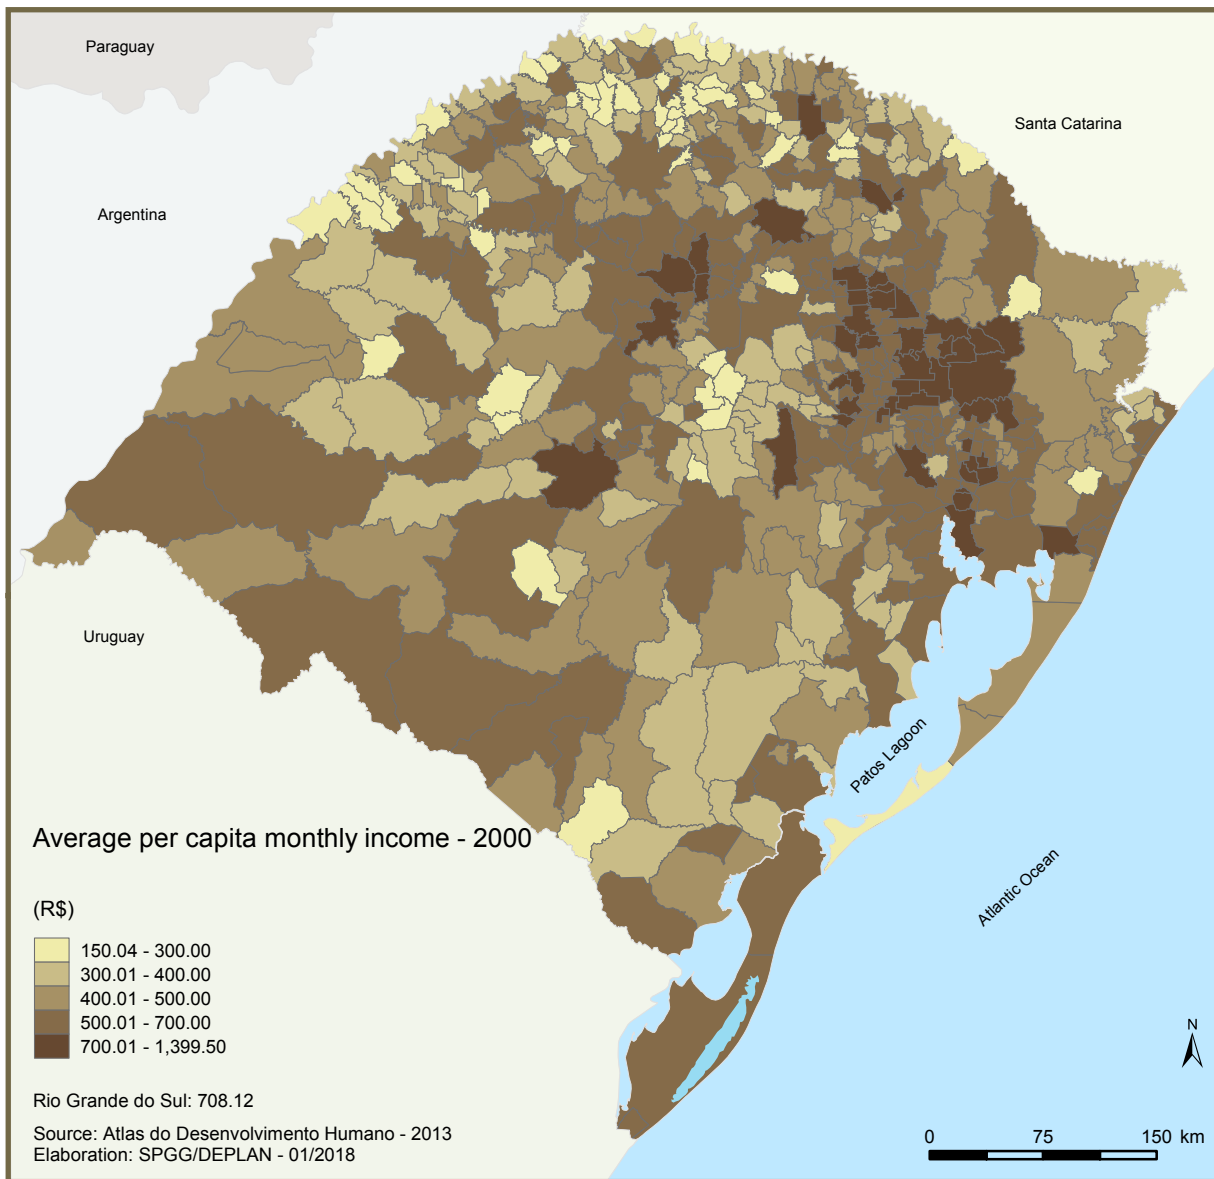 Paraguay
Santa Catarina
Argentina
Uruguay
Patos Lagoon
Atlantic Ocean
Average per capita monthly income - 2000
(R$)
150.04 - 300.00
300.01 - 400.00
400.01 - 500.00
500.01 - 700.00
700.01 - 1,399.50
Rio Grande do Sul: 708.12
Source: Atlas do Desenvolvimento Humano - 2013
Elaboration: SPGG/DEPLAN - 01/2018
N
0 75 150 km